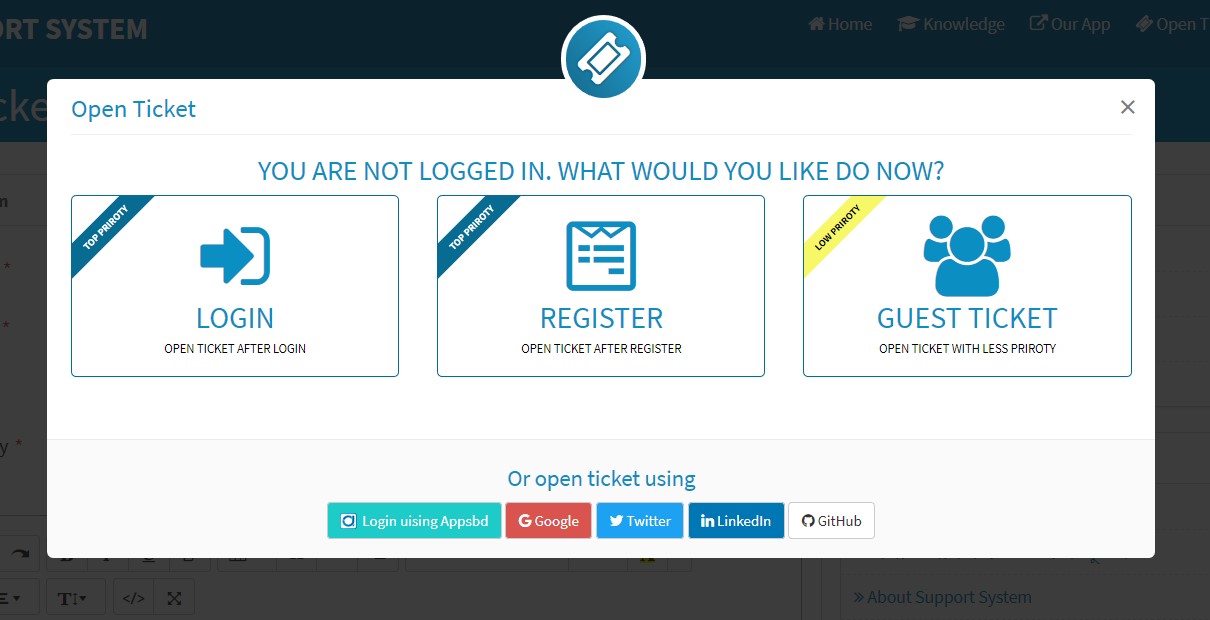 ORT SYSTEM
Home
Knowledge
Our App
Open T
cke
Open Ticket
×
YOU ARE NOT LOGGED IN. WHAT WOULD YOU LIKE DO NOW?
TOP PRIROTY
LOGIN
OPEN TICKET AFTER LOGIN
TOP PRIROTY
REGISTER
OPEN TICKET AFTER REGISTER
LOW PRIROTY
GUEST TICKET
OPEN TICKET WITH LESS PRIROTY
m
*
*
y *
Or open ticket using
Login uising Appsbd
Google
Twitter
LinkedIn
GitHub
T
</>
» About Support System